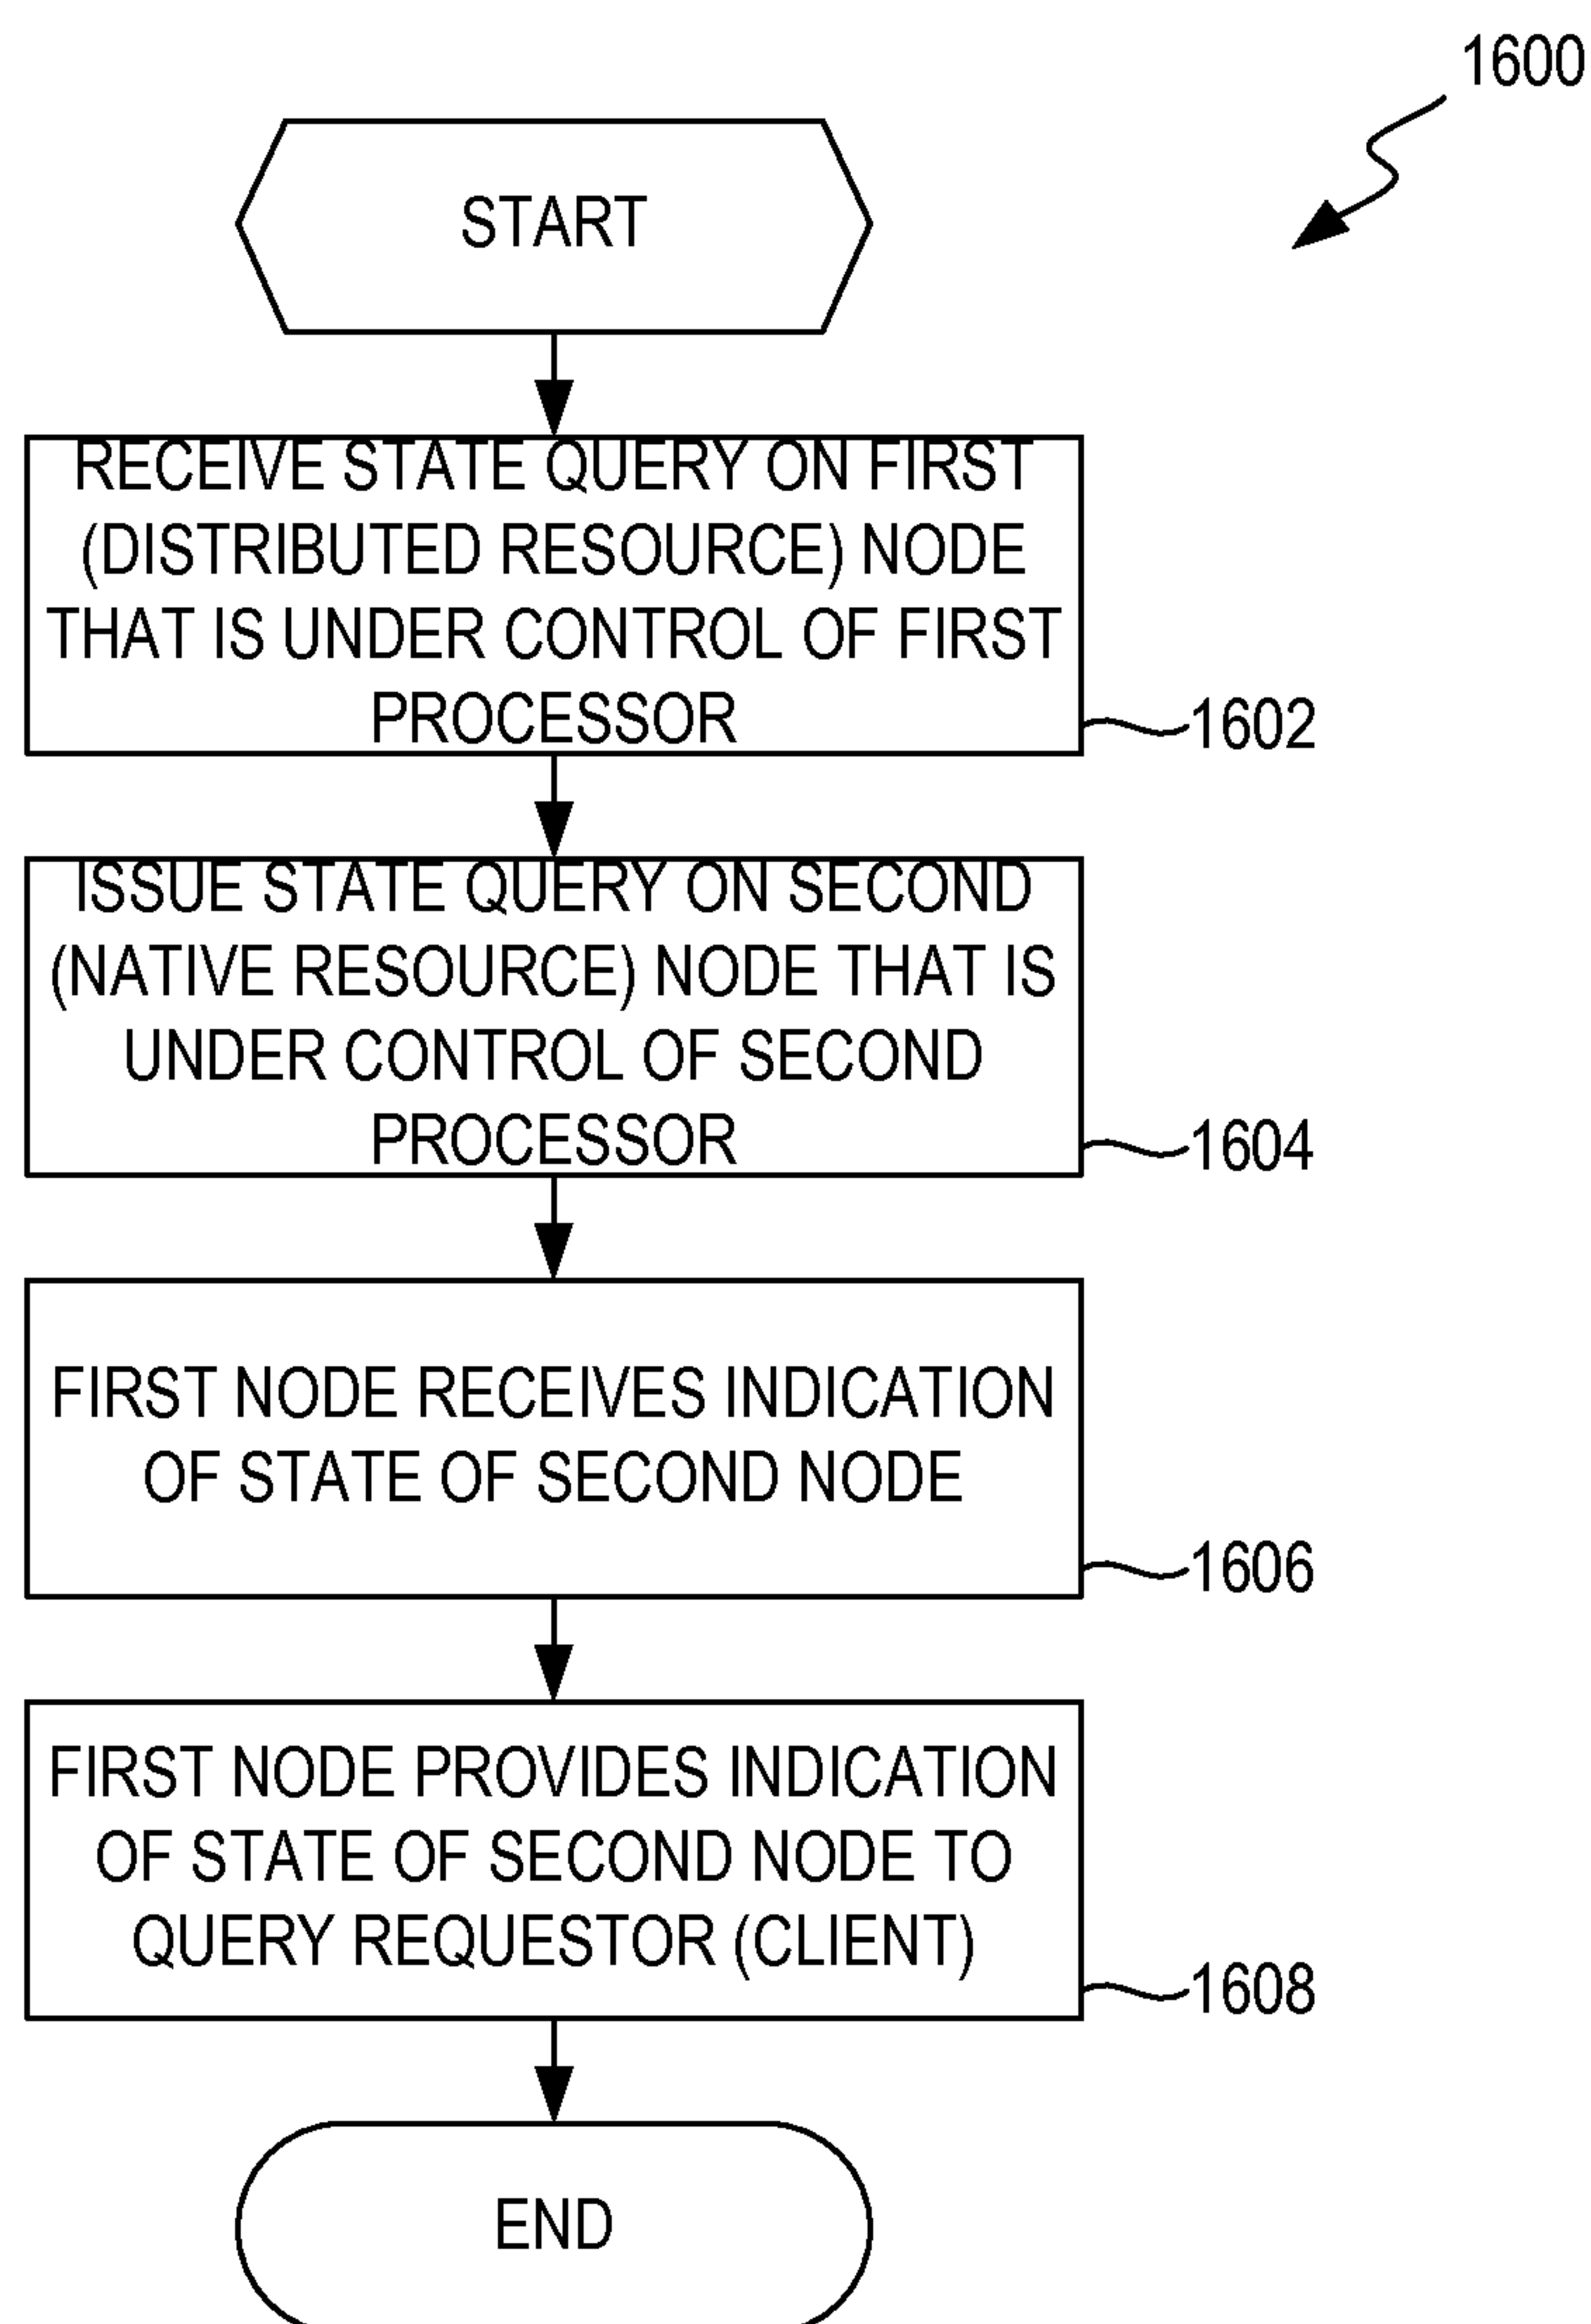 1600
START
RECEIVE STATE QUERY ON FIRST
(DISTRIBUTED RESOURCE) NODE
THAT IS UNDER CONTROL OF FIRST
PROCESSOR
1602
ISSUE STATE QUERY ON SECOND
(NATIVE RESOURCE) NODE THAT IS
UNDER CONTROL OF SECOND
PROCESSOR
1604
FIRST NODE RECEIVES INDICATION
OF STATE OF SECOND NODE
1606
FIRST NODE PROVIDES INDICATION
OF STATE OF SECOND NODE TO
QUERY REQUESTOR (CLIENT)
1608
END